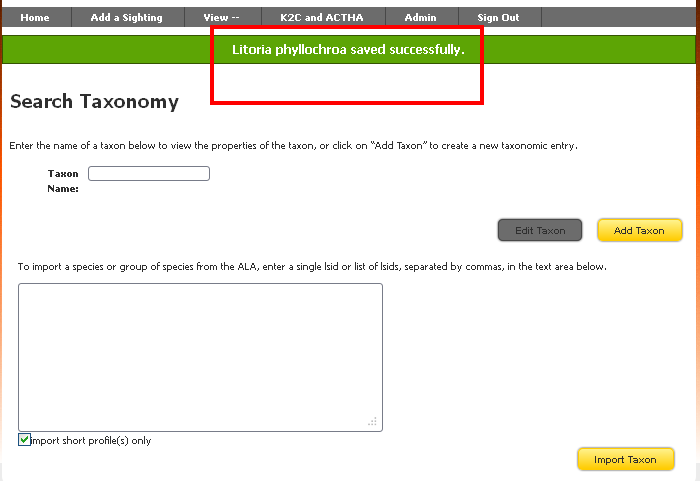 Home Add a Sighting View -- K2C and ACTHA Admin Sign Out
Litoria phyllochroa saved successfully.
Search Taxonomy
Enter the name of a taxon below to view the properties of the taxon, or click on “Add Taxon” to create a new taxonomic entry.
Taxon
Name:
Edit Taxon Add Taxon
To import a species or group of species from the ALA, enter a single lsid or list of lsids, separated by commas, in the text area below.
import short profile(s) only
Import Taxon